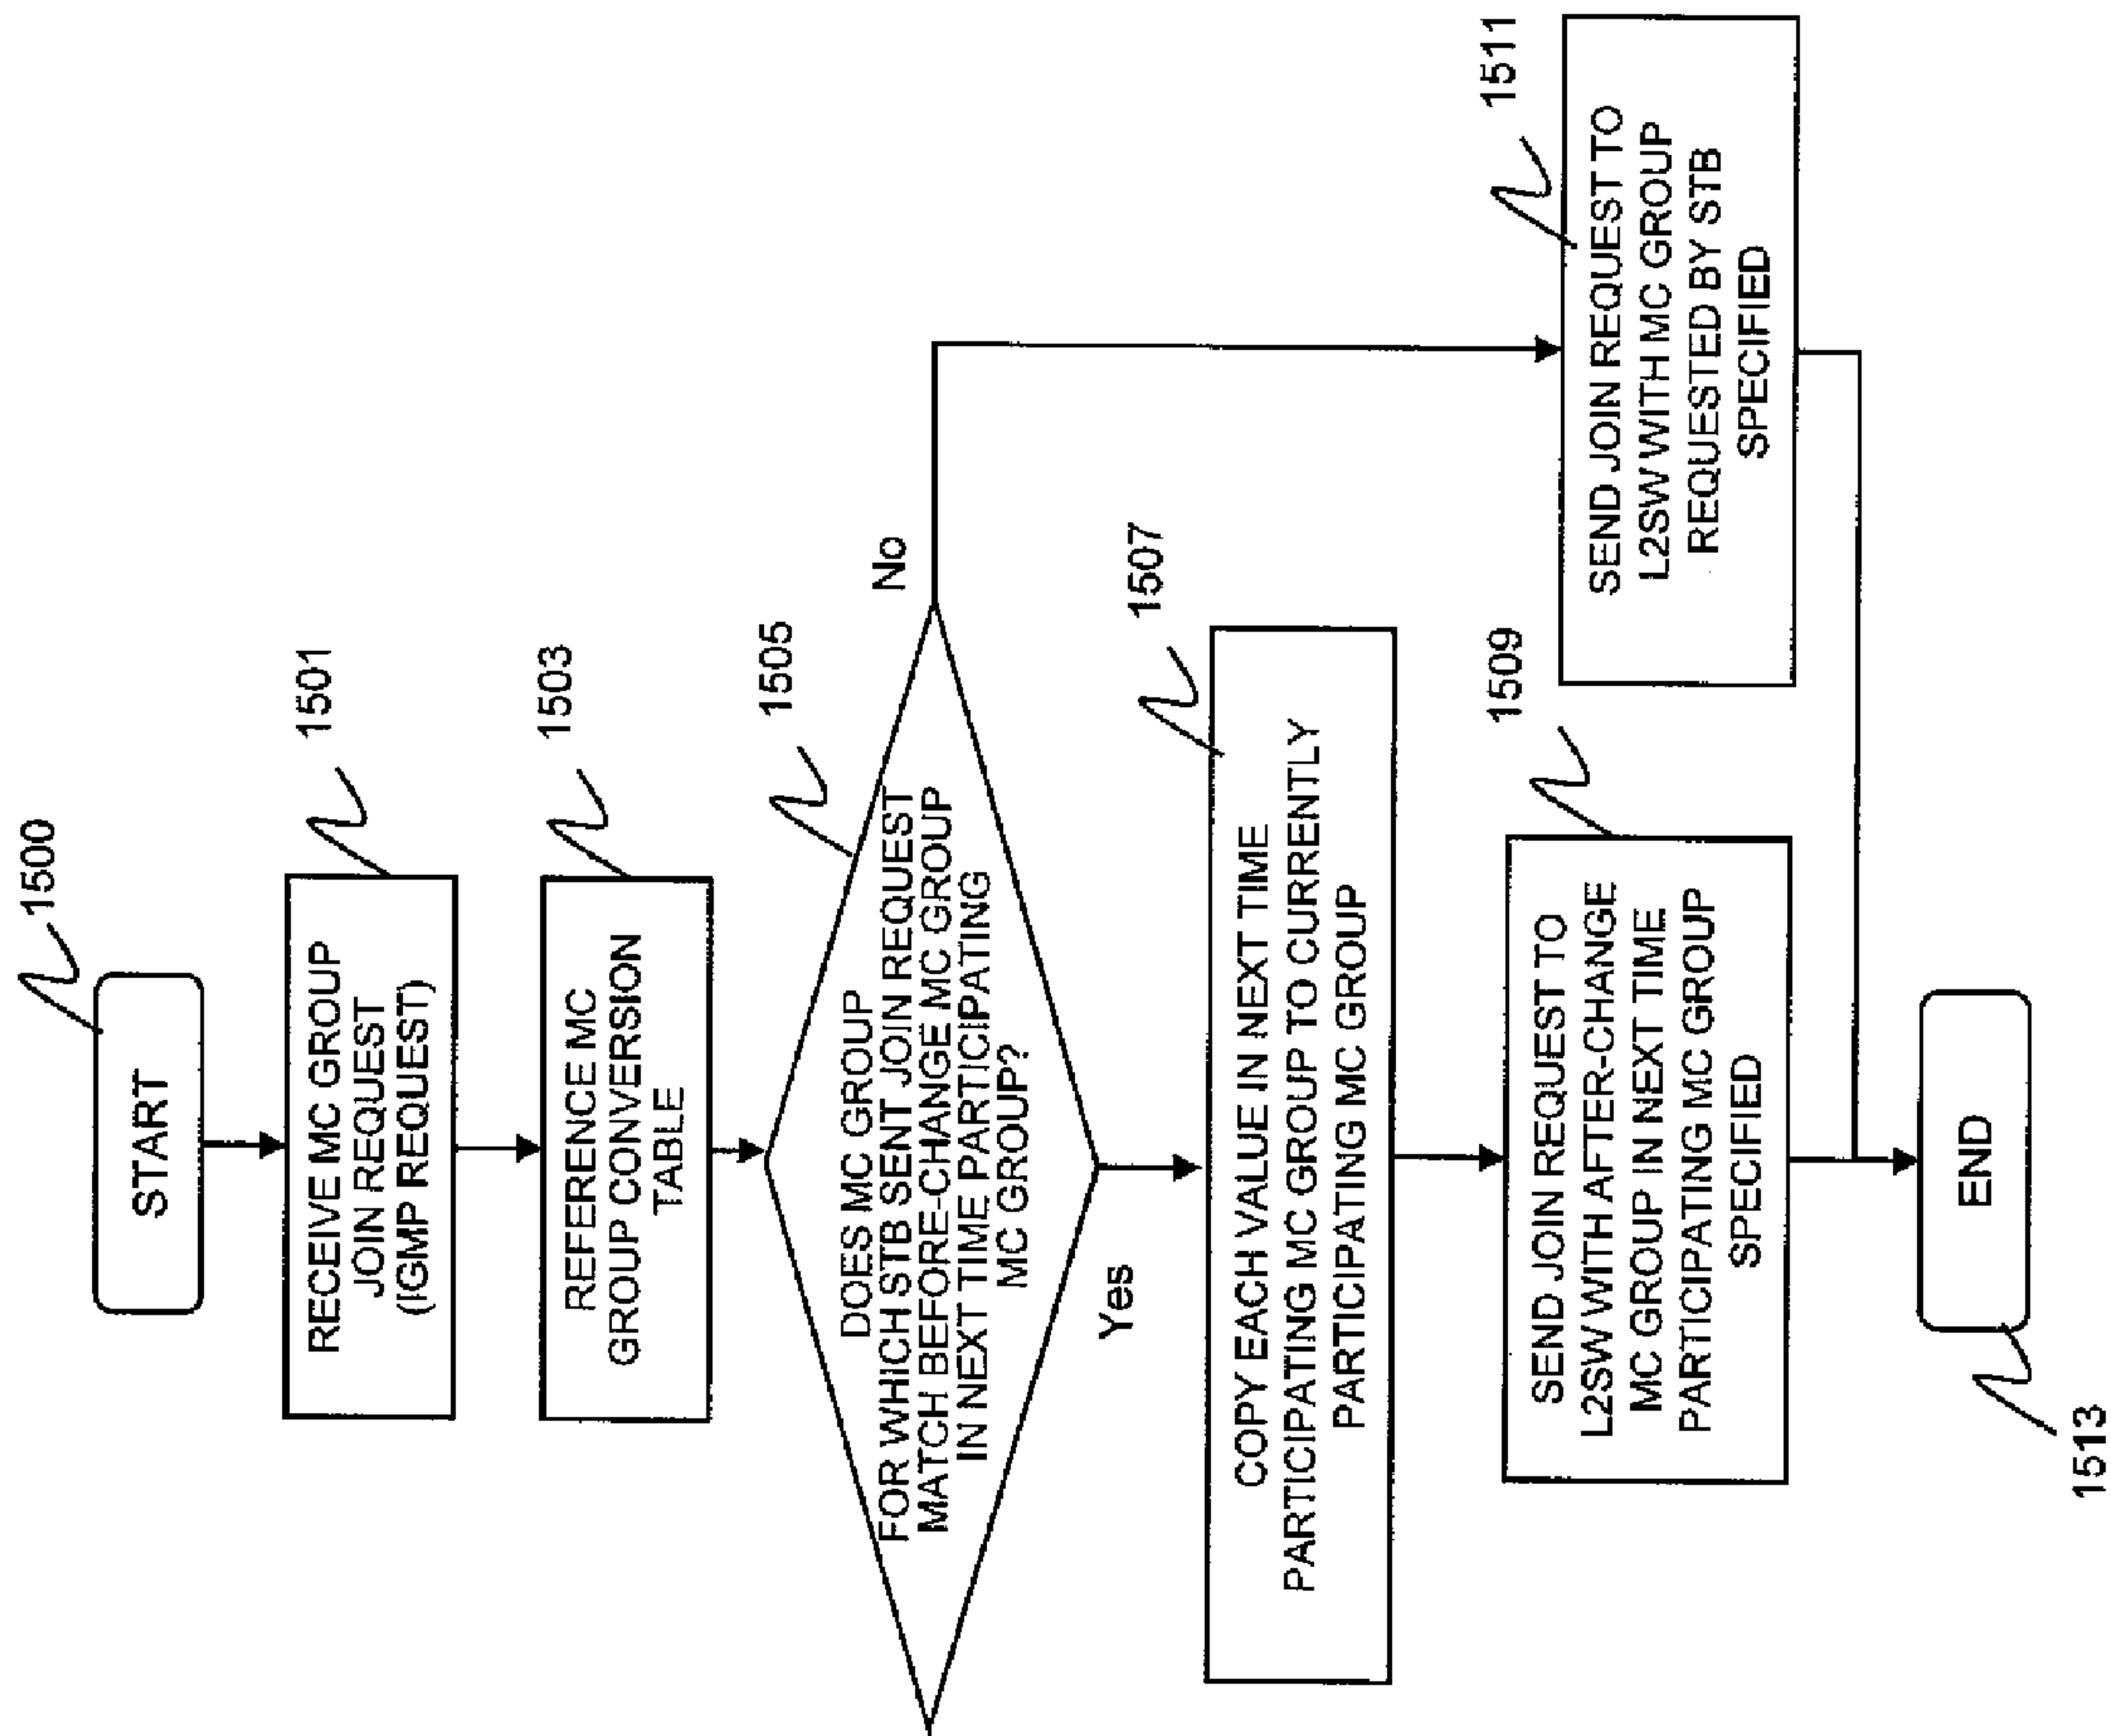 START
1500
RECEIVE MC GROUP
JOIN REQUEST
(IGMP REQUEST)
1501
REFERENCE MC
GROUP CONVERSION
TABLE
1503
DOES MC GROUP
FOR WHICH STB SENT JOIN REQUEST
MATCH BEFORE-CHANGE MC GROUP
IN NEXT TIME PARTICIPATING
MC GROUP?
1505
Yes
No
COPY EACH VALUE IN NEXT TIME
PARTICIPATING MC GROUP TO CURRENTLY
PARTICIPATING MC GROUP
1507
SEND JOIN REQUEST TO
L2SW WITH AFTER-CHANGE
MC GROUP IN NEXT TIME
PARTICIPATING MC GROUP
SPECIFIED
1509
SEND JOIN REQUEST TO
L2SW WITH MC GROUP
REQUESTED BY STB
SPECIFIED
1511
END
1513